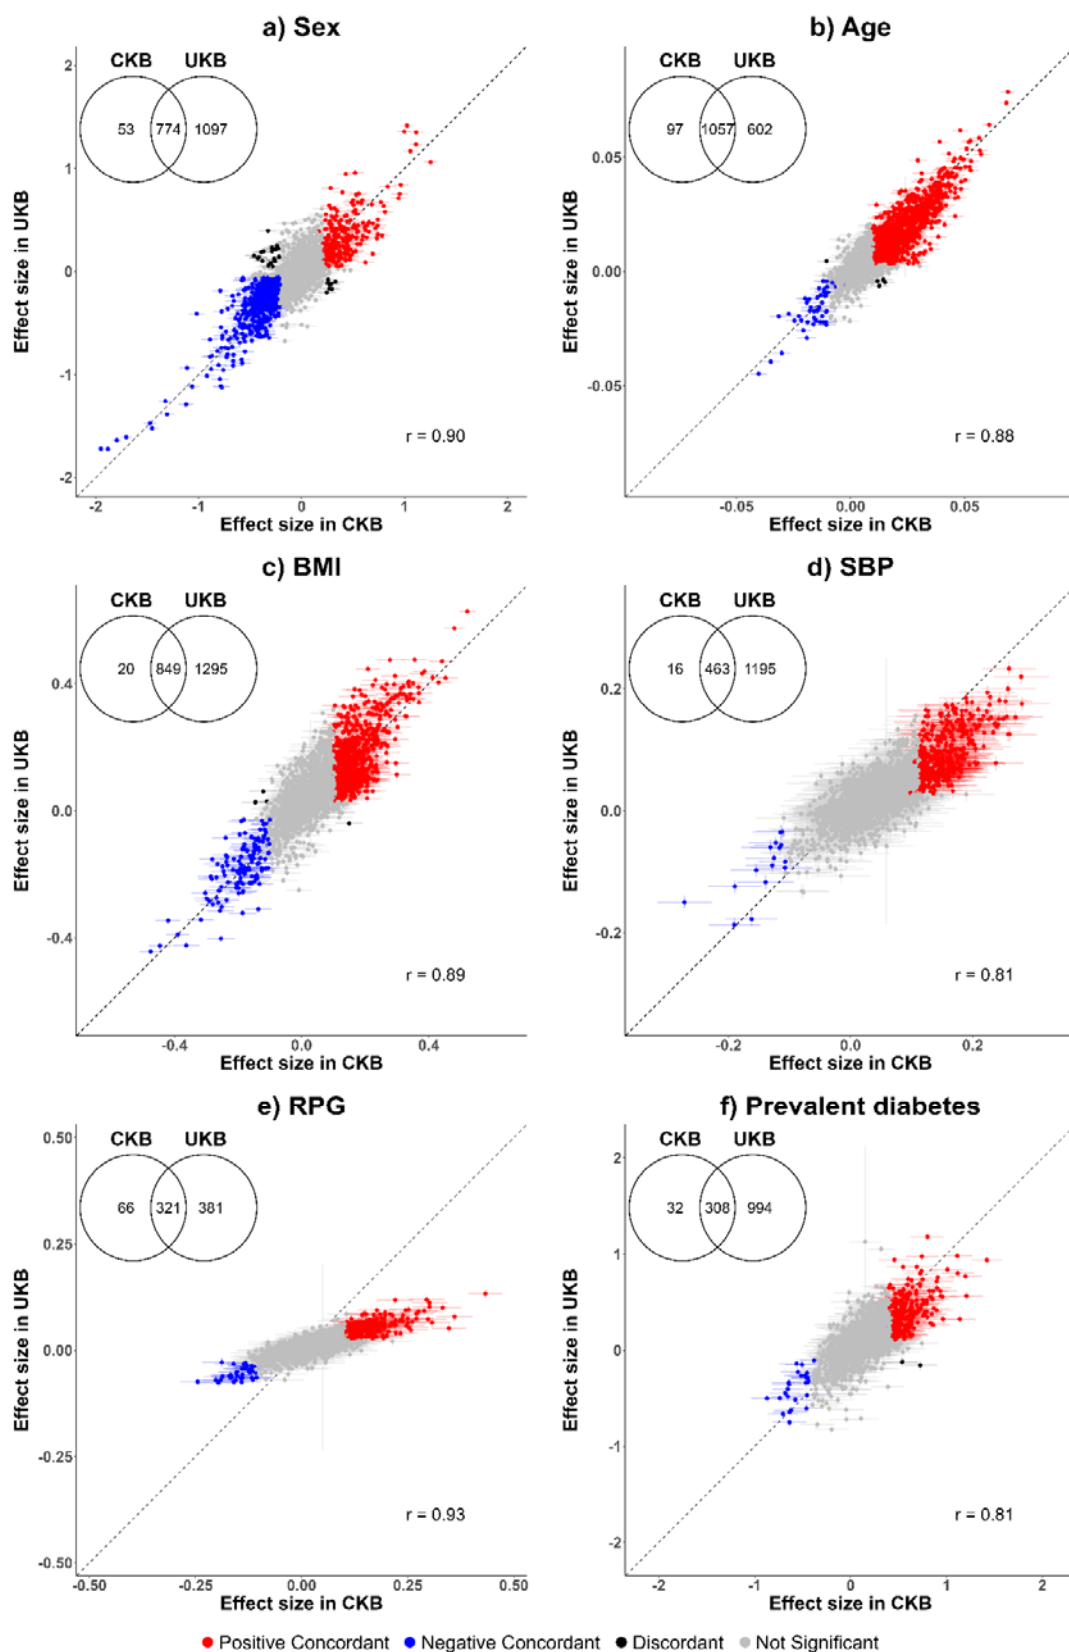 a) Sex
CKB UKB
53 774 1097
2
1
0
-1
-2
Effect size in UKB
r = 0.90
-2 -1 0 1 2
Effect size in CKB
b) Age
CKB UKB
97 1057 602
0.05
0.00
-0.05
Effect size in UKB
r = 0.88
-0.05 0.00 0.05
Effect size in CKB
c) BMI
CKB UKB
20 849 1295
0.4
0.0
-0.4
Effect size in UKB
r = 0.89
-0.4 0.0 0.4
Effect size in CKB
d) SBP
CKB UKB
16 463 1195
0.2
0.0
-0.2
Effect size in UKB
r = 0.81
-0.2 0.0 0.2
Effect size in CKB
e) RPG
CKB UKB
66 321 381
0.50
0.25
0.00
-0.25
-0.50
Effect size in UKB
r = 0.93
-0.50 -0.25 0.00 0.25 0.50
Effect size in CKB
f) Prevalent diabetes
CKB UKB
32 308 994
2
1
0
-1
-2
Effect size in UKB
r = 0.81
-2 -1 0 1 2
Effect size in CKB
Positive Concordant Negative Concordant Discordant Not Significant